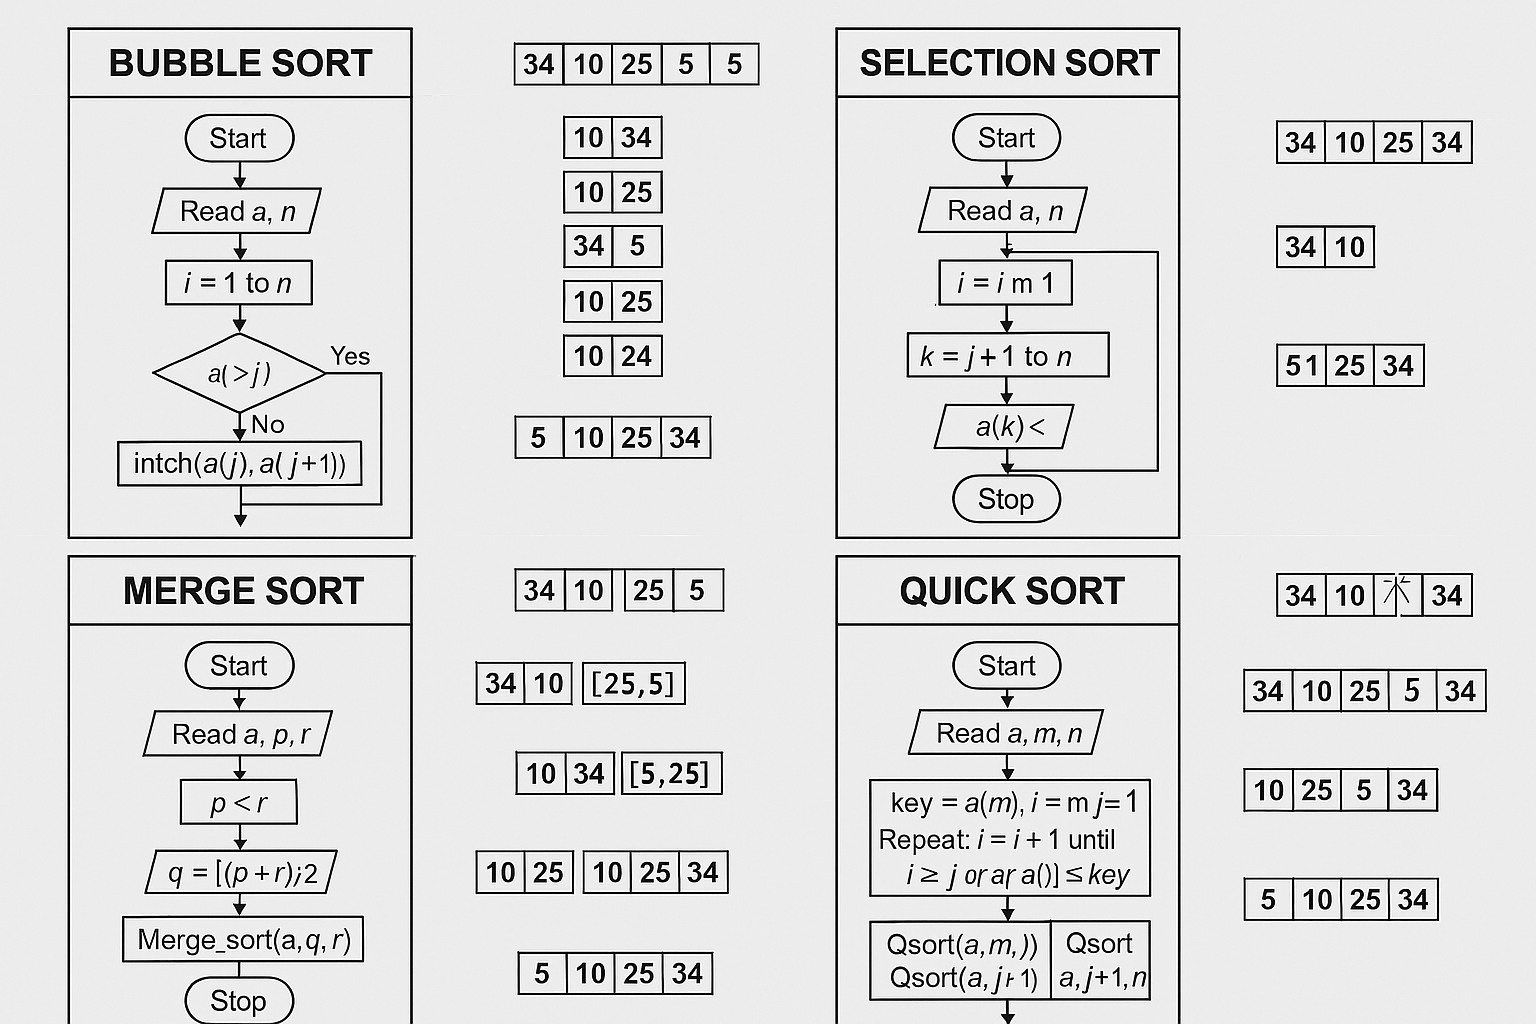 BUBBLE SORT
Start
Read a, n
i = 1 to n
a( >j)
Yes
No
intch(a(j), a( j+1))
34 10 25 5 5
10 34
10 25
34 5
10 25
10 24
5 10 25 34
SELECTION SORT
Start
Read a, n
i = i m 1
k = j + 1 to n
a(k) <
Stop
34 10 25 34
34 10
51 25 34
MERGE SORT
Start
Read a, p, r
p < r
q = [(p + r);2
Merge_sort(a, q, r)
Stop
34 10 25 5
34 10 [25,5]
10 34 [5,25]
10 25 10 25 34
5 10 25 34
QUICK SORT
Start
Read a, m, n
key = a(m), i = m j= 1
Repeat: i = i + 1 until
i ≥ j or ar a()] ≤ key
Qsort(a, m, ))
Qsort(a, j+1)
Qsort
a, j+1, n
34 10 34
34 10 25 5 34
10 25 5 34
5 10 25 34